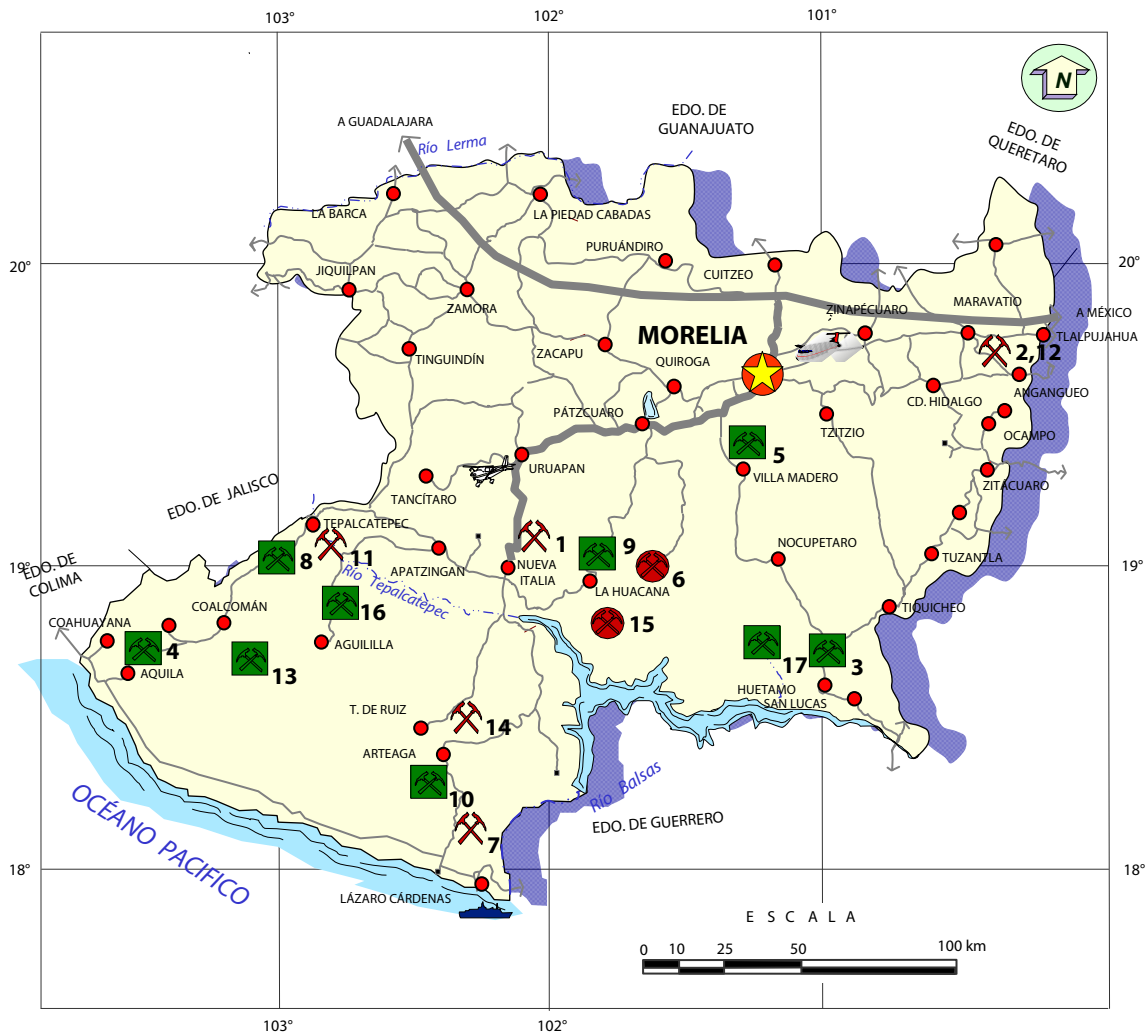 103°
102°
101°
N
EDO. DE
GUANAJUATO
A GUADALAJARA
EDO. DE
QUERETARO
Río Lerma
LA BARCA
LA PIEDAD CABADAS
PURUÁNDIRO
CUITZEO
20°
20°
JIQUILPAN
ZAMORA
ZINAPÉCUARO
MARAVATIO
A MÉXICO
MORELIA
TLALPUJAHUA
ZACAPU
TINGUINDÍN
QUIROGA
2,12
ANGANGUEO
CD. HIDALGO
PÁTZCUARO
TZITZIO
OCAMPO
5
URUAPAN
VILLA MADERO
ZITÁCUARO
TANCÍTARO
EDO. DE JALISCO
TEPALCATEPEC
11
1
9
NOCUPETARO
TUZANTLA
8
APATZINGAN
NUEVA
ITALIA
6
EDO. DE
COLIMA
19°
19°
Río Tepalcatepec
LA HUACANA
16
COALCOMÁN
15
TIQUICHEO
COAHUAYANA
AGUILILLA
4
13
17
3
AQUILA
HUETAMO
SAN LUCAS
T. DE RUIZ
14
ARTEAGA
10
Río Balsas
OCÉANO PACIFICO
EDO. DE GUERRERO
7
18°
18°
LÁZARO CÁRDENAS
E S C A L A
0 10 25 50 100 km
103°
102°
101°